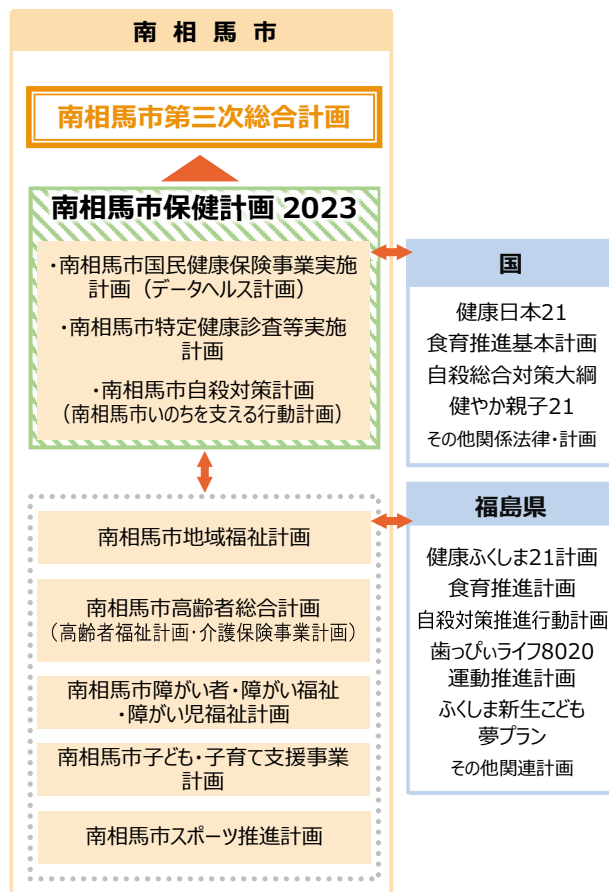 南相馬市
南相馬市第三次総合計画
南相馬市保健計画 2023
・南相馬市国民健康保険事業実施
計画（データヘルス計画）
・南相馬市特定健康診査等実施
計画
・南相馬市自殺対策計画
（南相馬市いのちを支える行動計画）
南相馬市地域福祉計画
南相馬市高齢者総合計画
（高齢者福祉計画・介護保険事業計画）
南相馬市障がい者・障がい福祉
・障がい児福祉計画
南相馬市子ども・子育て支援事業
計画
南相馬市スポーツ推進計画
国
健康日本21
食育推進基本計画
自殺総合対策大綱
健やか親子21
その他関係法律・計画
福島県
健康ふくしま21計画
食育推進計画
自殺対策推進行動計画
歯っぴぃライフ8020
運動推進計画
ふくしま新生こども
夢プラン
その他関連計画